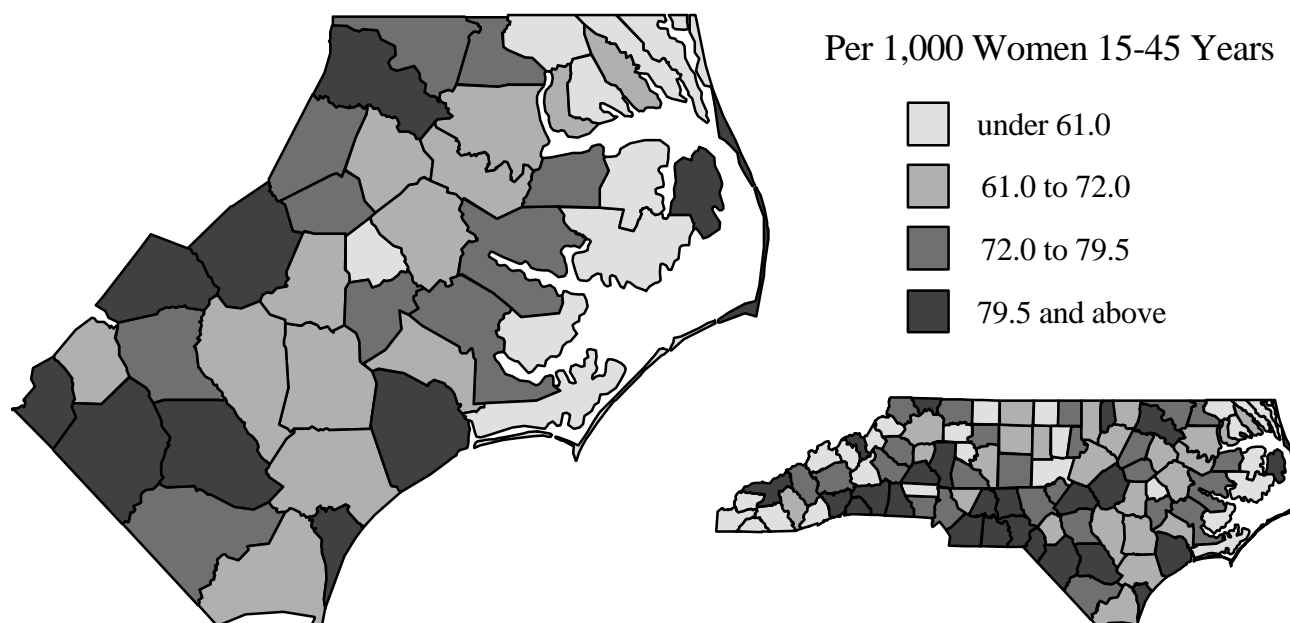 Per 1,000 Women 15-45 Years
under 61.0
61.0 to 72.0
72.0 to 79.5
79.5 and above